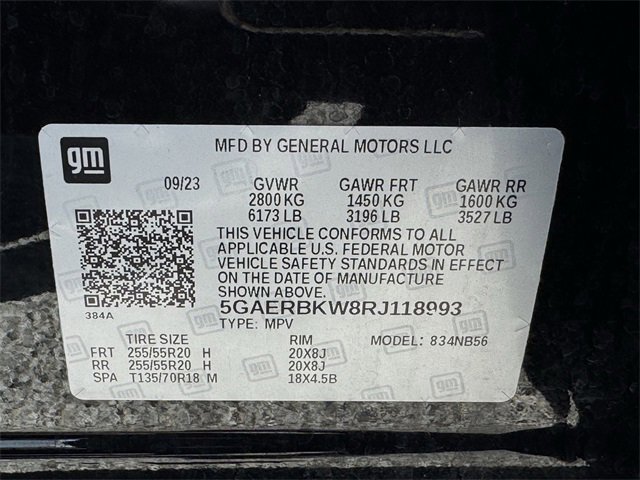 gm
MFD BY GENERAL MOTORS LLC
09/23 GVWR GAWR FRT GAWR RR
2800 KG 1450 KG 1600 KG
6173 LB 3196 LB 3527 LB
THIS VEHICLE CONFORMS TO ALL
APPLICABLE U.S. FEDERAL MOTOR
VEHICLE SAFETY STANDARDS IN EFFECT
ON THE DATE OF MANUFACTURE
SHOWN ABOVE.
384A 5GAERBKW8RJ118993
TYPE: MPV MODEL: 834NB56
TIRE SIZE RIM
FRT 255/55R20 H 20X8J
RR 255/55R20 H 20X8J
SPA T135/70R18 M 18X4.5B